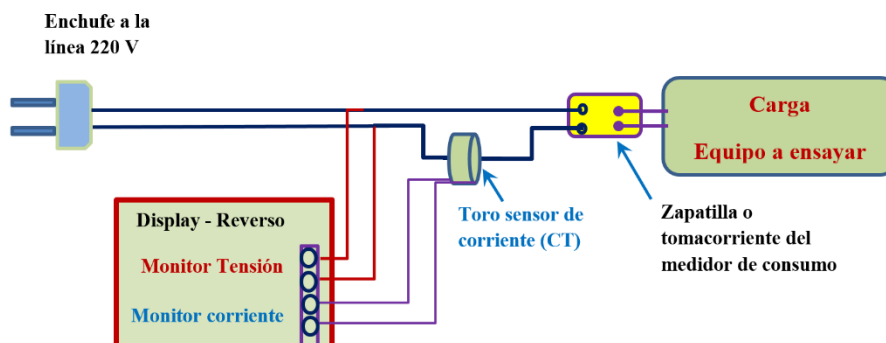 Enchufe a la
línea 220 V
Carga
Equipo a ensayar
Display - Reverso
Monitor Tensión
Monitor corriente
Toro sensor de
corriente (CT)
Zapatilla o
tomacorriente del
medidor de consumo